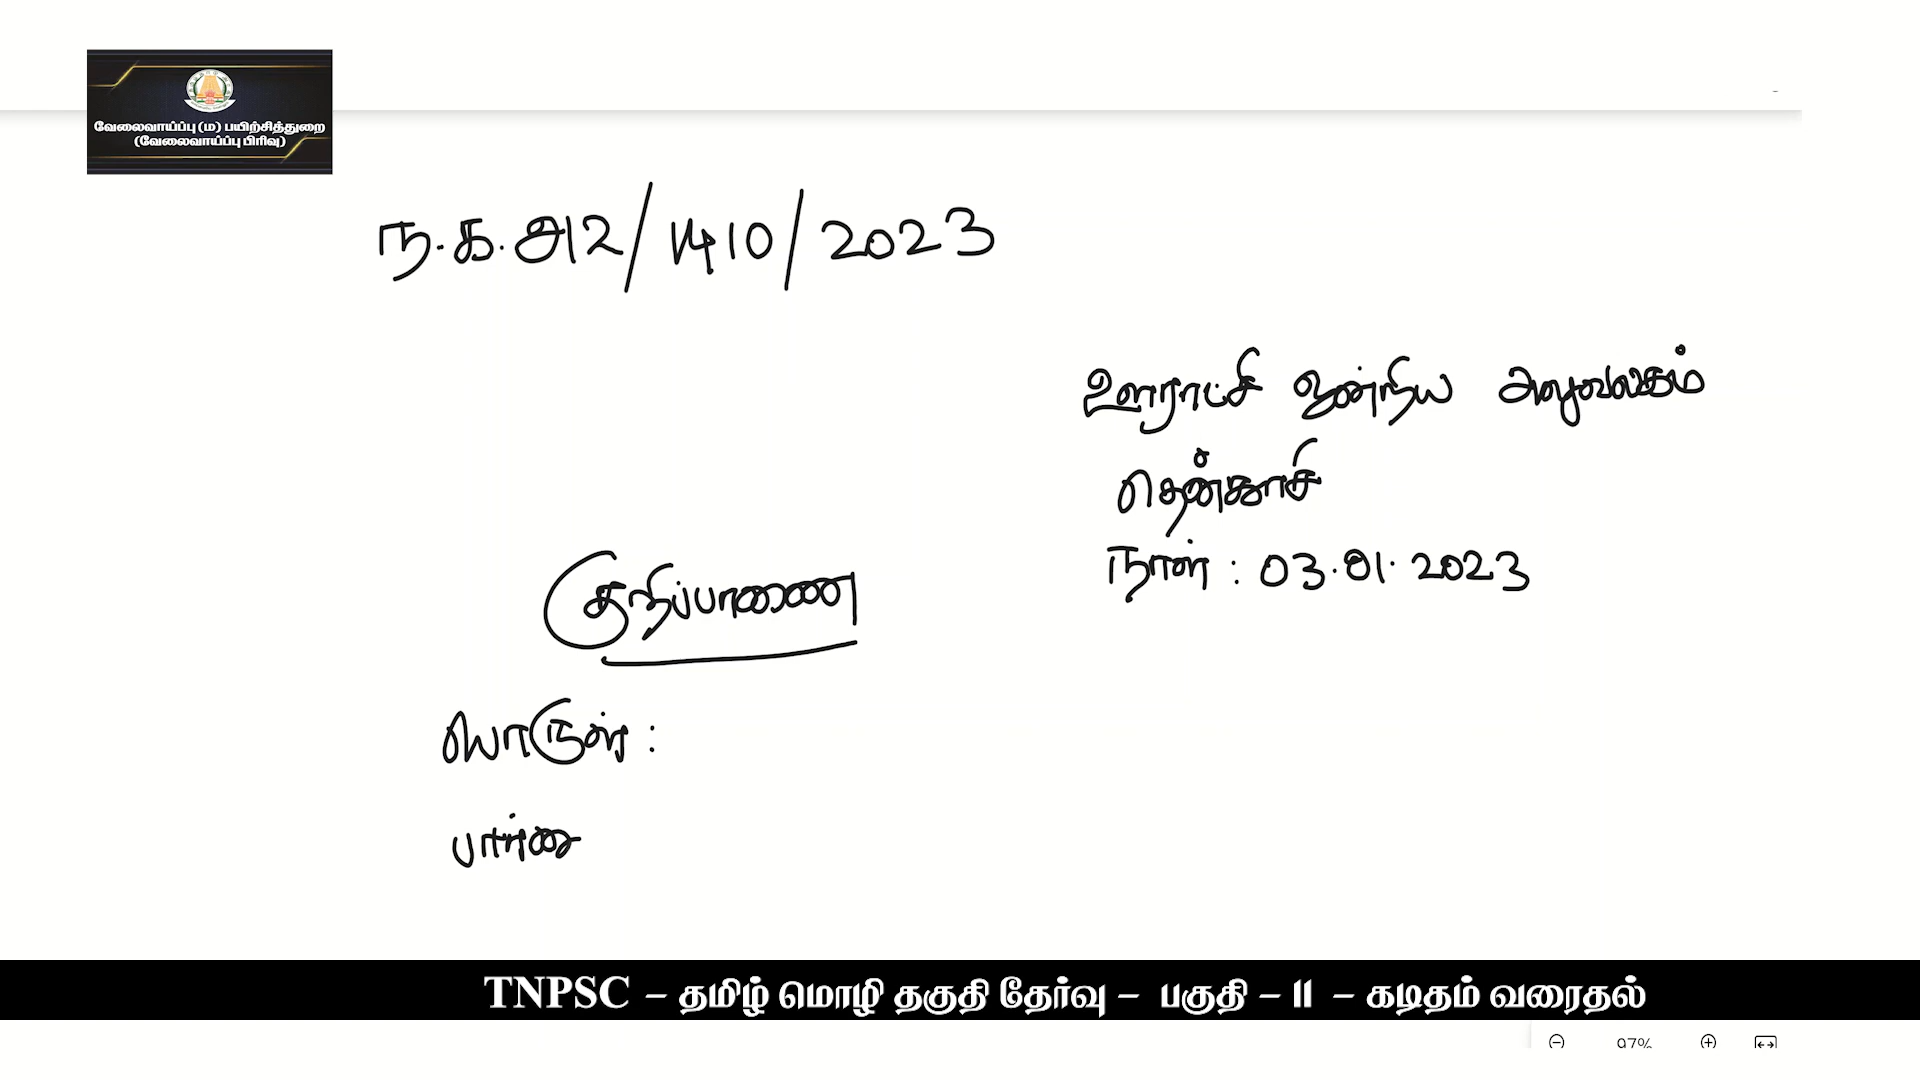 வேலைவாய்ப்பு (ம) பயிற்சித்துறை
(வேலைவாய்ப்பு பிரிவு)
ந.க.அ2/1410/2023
ஊராட்சி ஒன்றிய அலுவலகம்
தென்காசி
நாள் : 03.01.2023
குறிப்பாணை
பொருள் :
பார்வை
TNPSC – தமிழ் மொழி தகுதி தேர்வு – பகுதி – II – கடிதம் வரைதல்
97%